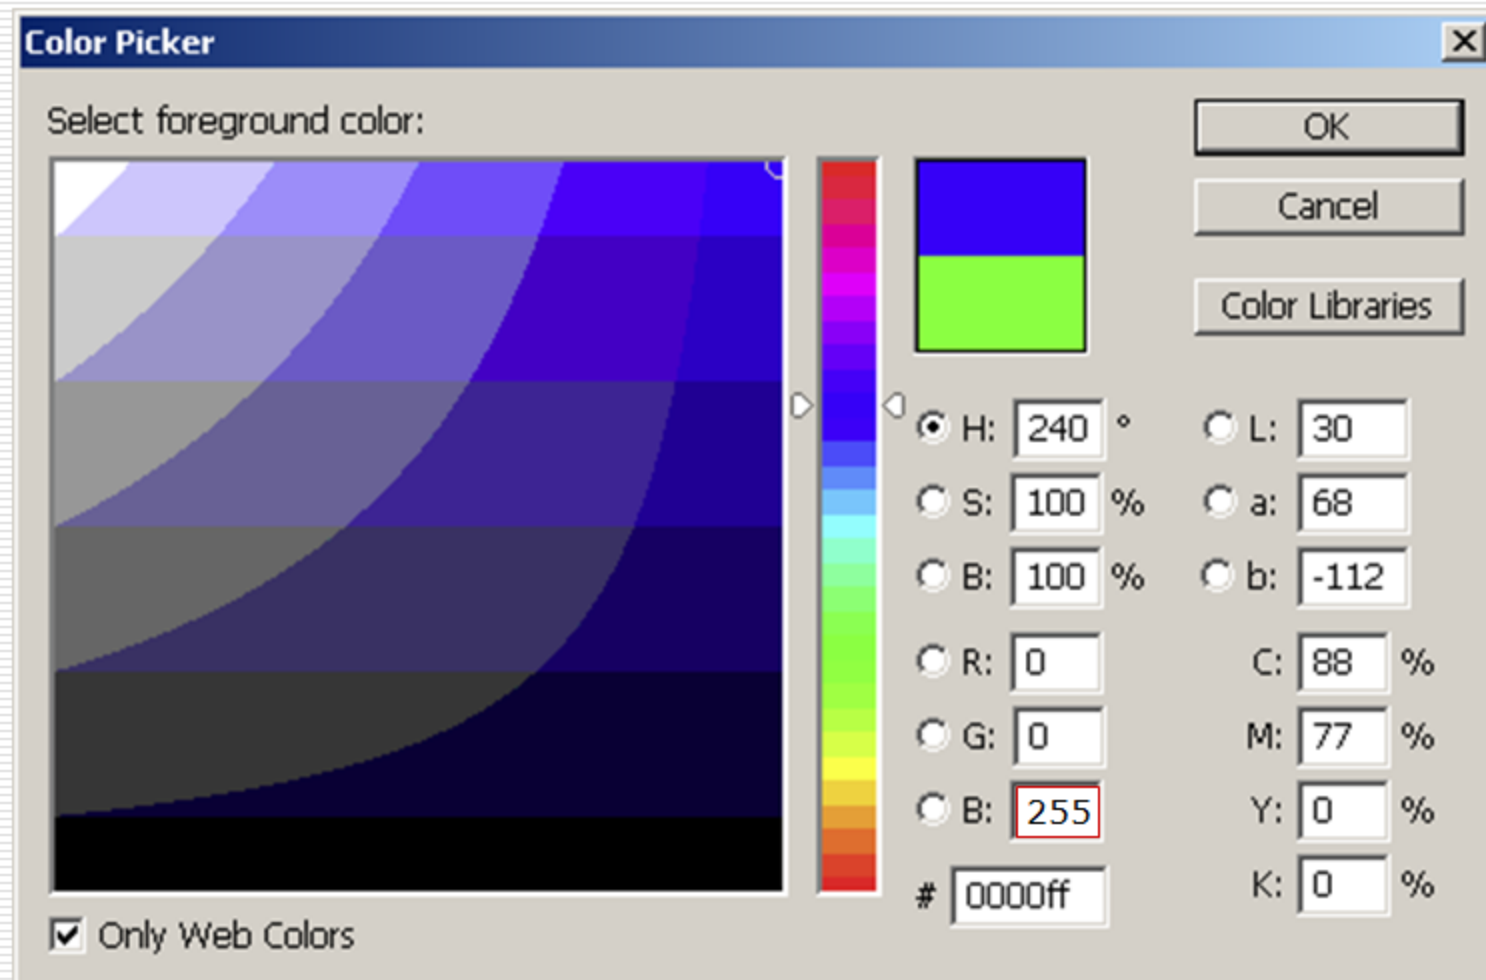 Color Picker
Select foreground color:
OK
Cancel
Color Libraries
H: 240 °
L: 30
S: 100 %
a: 68
B: 100 %
b: -112
R: 0
C: 88 %
G: 0
M: 77 %
B: 255
Y: 0 %
# 0000ff
K: 0 %
Only Web Colors